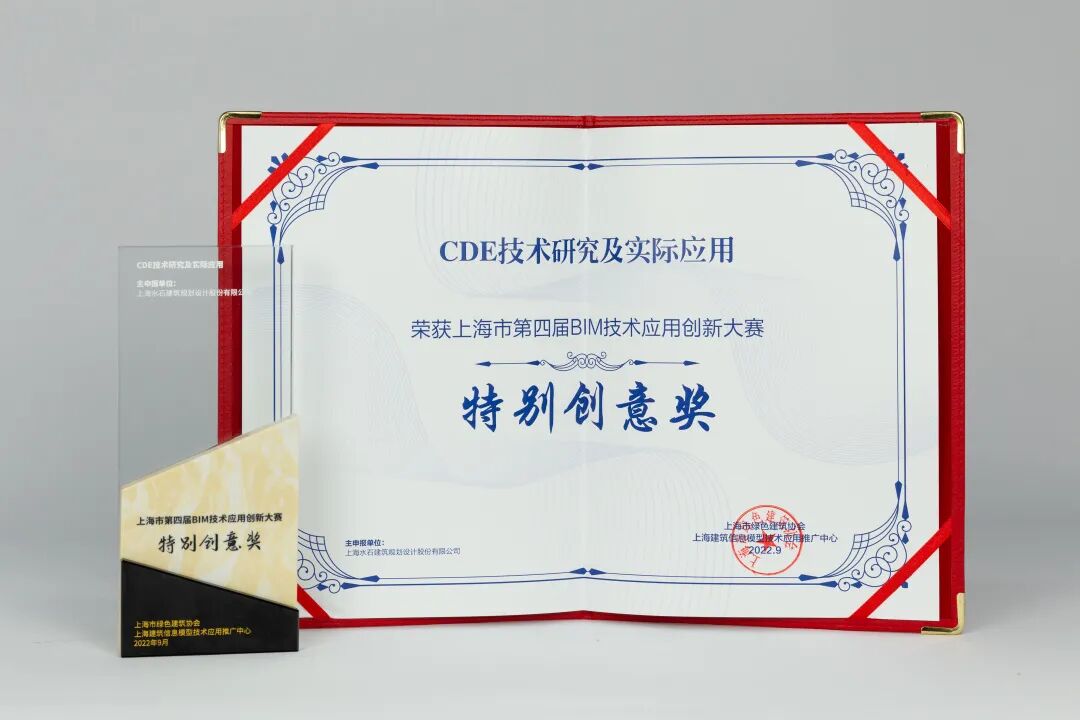 CDE技术研究及实际应用
荣获上海市第四届BIM技术应用创新大赛
特别创意奖
主申报单位：
上海水石建筑规划设计股份有限公司
上海市绿色建筑协会
上海建筑信息模型技术应用推广中心
2022.9
CDE技术研究及实际应用
主申报单位：
上海水石建筑规划设计股份有限公
上海市第四届BIM技术应用创新大赛
特别创意奖
上海市绿色建筑协会
上海建筑信息模型技术应用推广中心
2022年9月